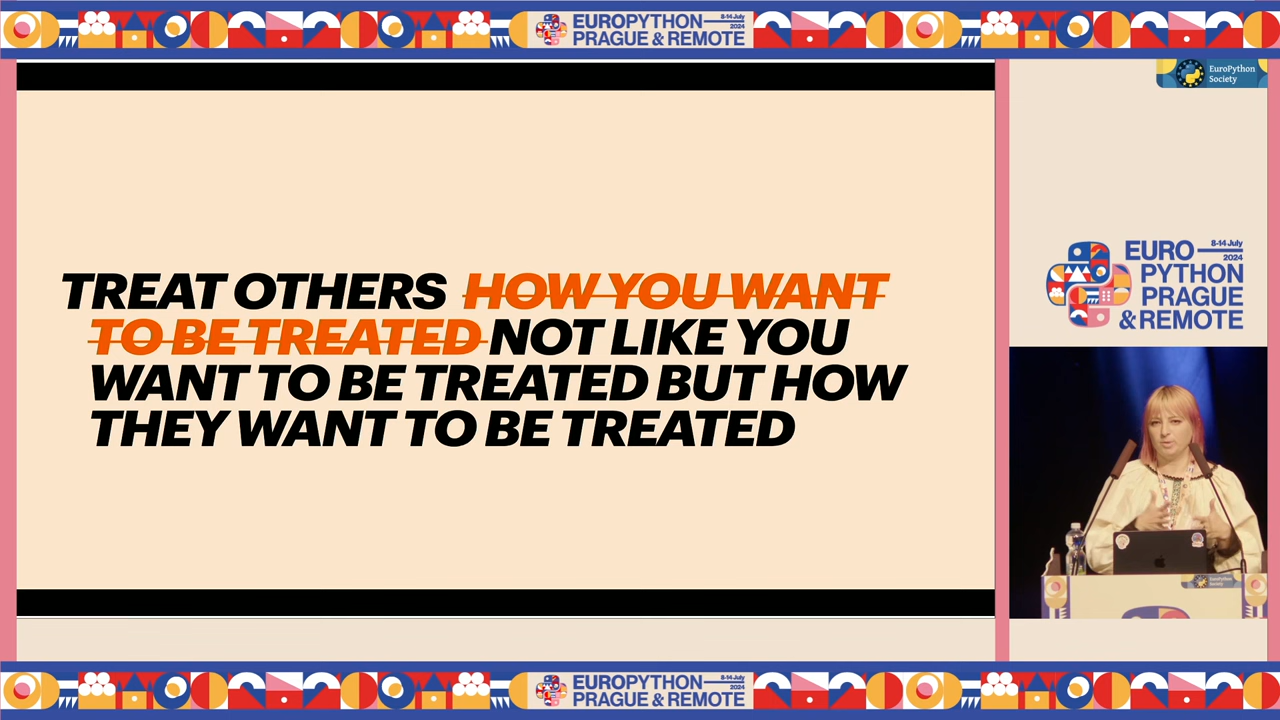 EUROPYTHON
PRAGUE & REMOTE
8-14 July
2024
EuroPython
Society
TREAT OTHERS HOW YOU WANT
TO BE TREATED NOT LIKE YOU
WANT TO BE TREATED BUT HOW
THEY WANT TO BE TREATED
EURO
8-14 July
2024
PYTHON
PRAGUE
& REMOTE
EuroPython
Society
EUROPYTHON
PRAGUE & REMOTE
8-14 July
2024